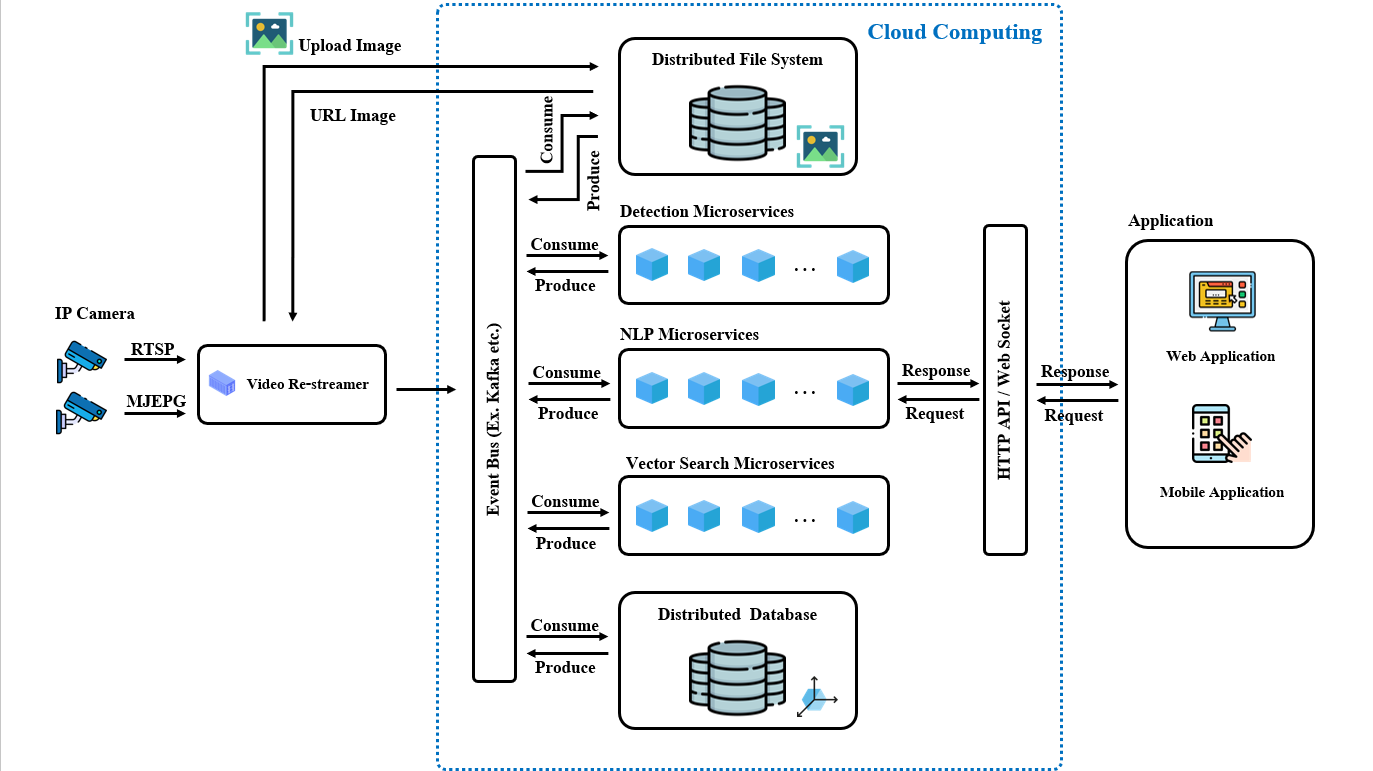 Cloud Computing
Upload Image
URL Image
Distributed File System
Consume
Produce
Detection Microservices
Consume
Produce
IP Camera
RTSP
MJEPG
Video Re-streamer
Event Bus (Ex. Kafka etc.)
NLP Microservices
Consume
Produce
Response
Request
Vector Search Microservices
Consume
Produce
Distributed Database
Consume
Produce
HTTP API / Web Socket
Response
Request
Application
Web Application
Mobile Application